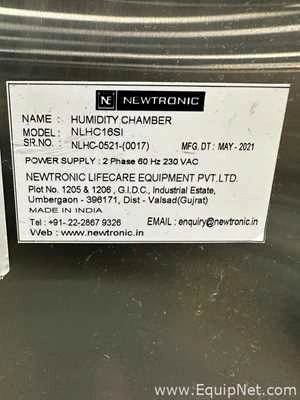 NE NEWTRONIC
NAME : HUMIDITY CHAMBER
MODEL : NLHC16SI
SR.NO. : NLHC-0521-(0017) MFG. DT : MAY - 2021
POWER SUPPLY : 2 Phase 60 Hz 230 VAC
NEWTRONIC LIFECARE EQUIPMENT PVT.LTD.
Plot No. 1205 & 1206 , G.I.D.C., Industrial Estate,
Umbergaon - 396171, Dist - Valsad(Gujrat)
MADE IN INDIA
Tel : +91- 22-2867 9326 EMAIL : enquiry@newtronic.in
Web : www.newtronic.in
© www.EquipNet.com